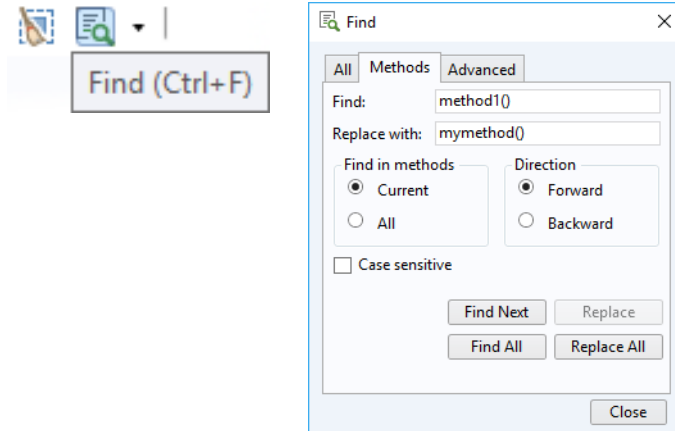 Find (Ctrl+F)
Find
All Methods Advanced
Find: method1()
Replace with: mymethod()
Find in methods Direction
Current Forward
All Backward
Case sensitive
Find Next Replace
Find All Replace All
Close